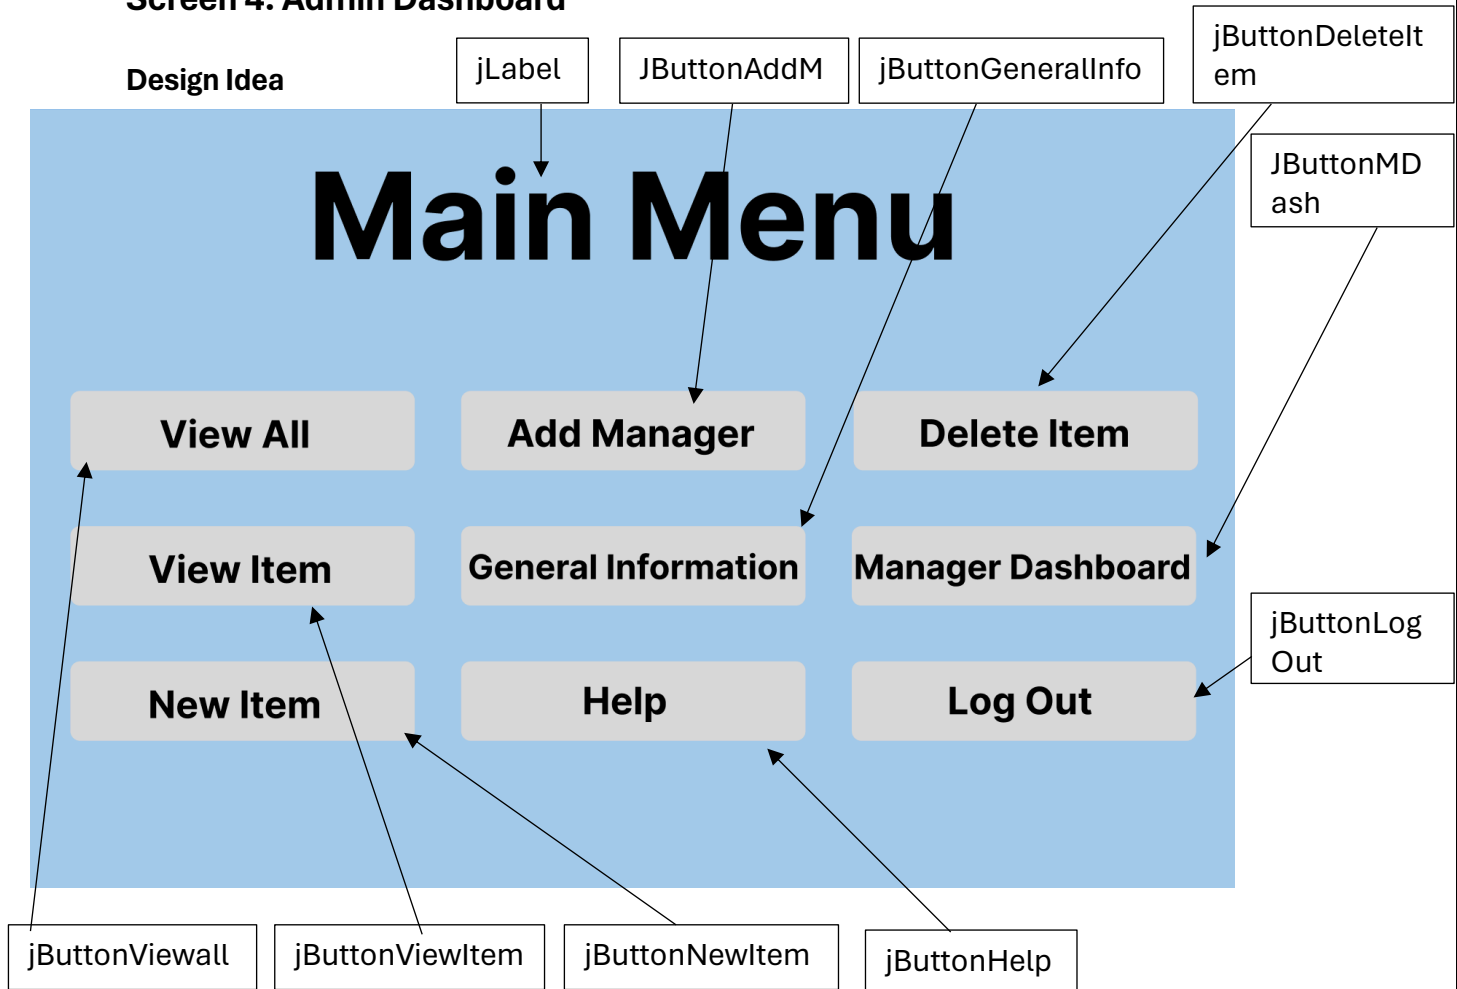 Screen 4: Admin Dashboard
Design Idea
jLabel
JButtonAddM
jButtonGeneralInfo
jButtonDeleteIt
em
JButtonMD
ash
Main Menu
View All
Add Manager
Delete Item
View Item
General Information
Manager Dashboard
New Item
Help
Log Out
jButtonLog
Out
jButtonViewall
jButtonViewItem
jButtonNewItem
jButtonHelp